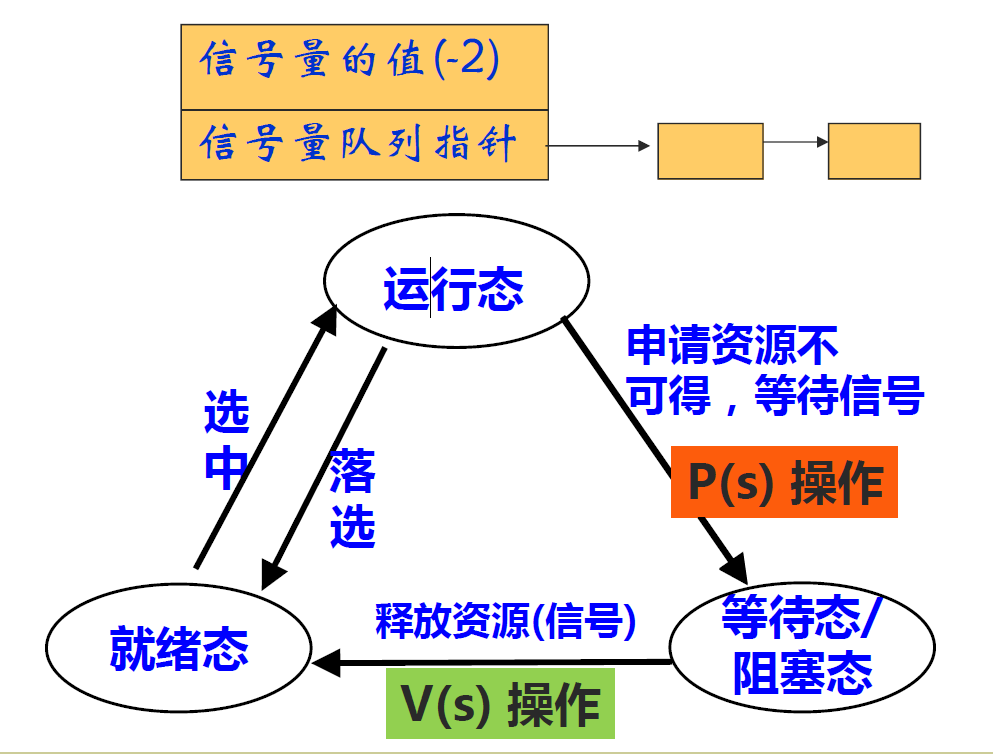 信号量的值(-2)
信号量队列指针
运行态
申请资源不
可得，等待信号
选
中
落
选
P(s) 操作
就绪态
释放资源(信号)
V(s) 操作
等待态/
阻塞态